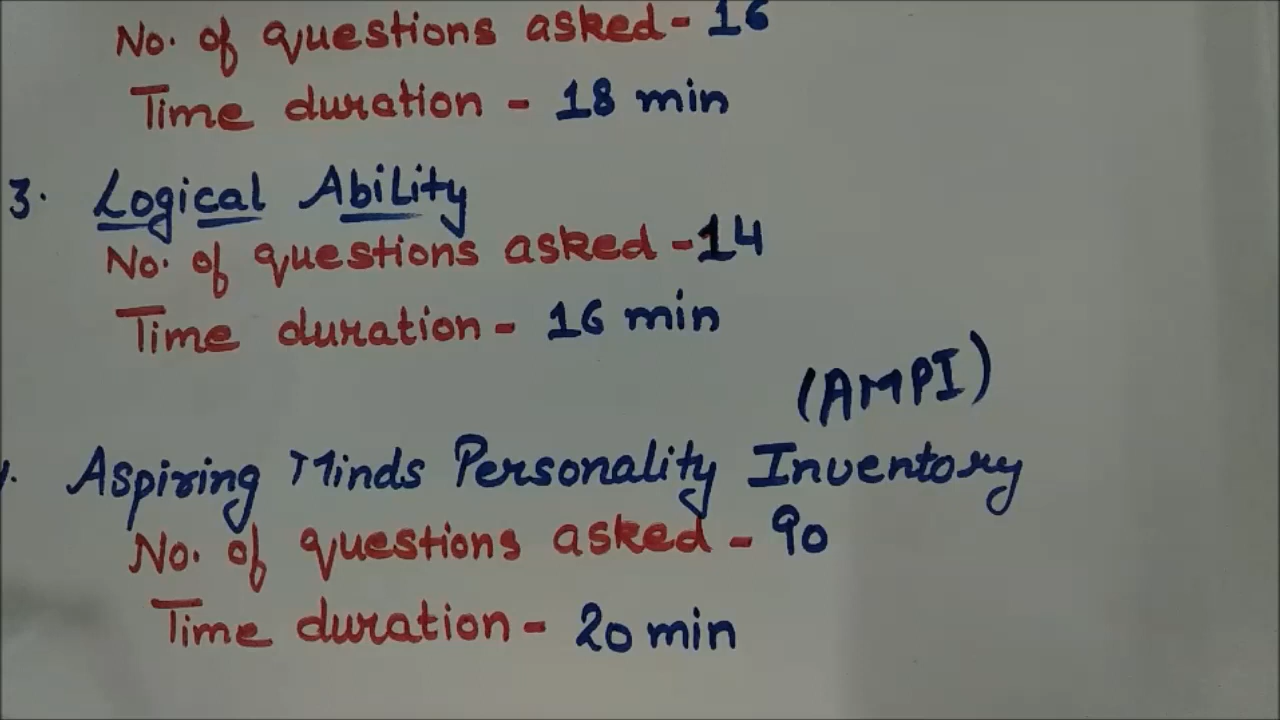 No. of questions asked - 16
Time duration - 18 min
3. Logical Ability
No. of questions asked - 14
Time duration - 16 min
(AMPI)
Aspiring Minds Personality Inventory
No. of questions asked - 90
Time duration - 20 min